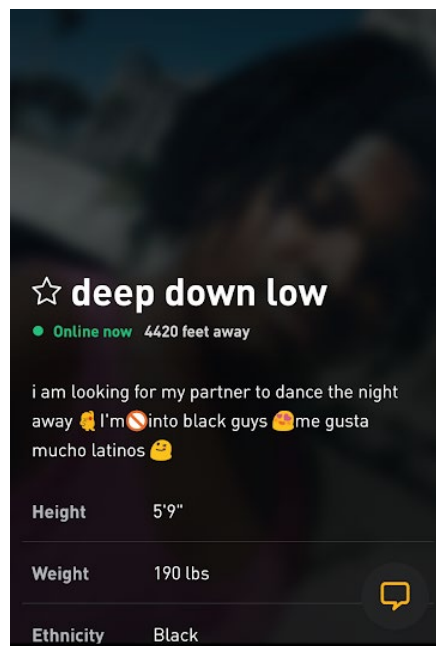 ☆ deep down low
● Online now 4420 feet away
i am looking for my partner to dance the night
away 💃 I'm🚫into black guys 😍me gusta
mucho latinos 🙂
Height 5'9"
Weight 190 lbs
Ethnicity Black